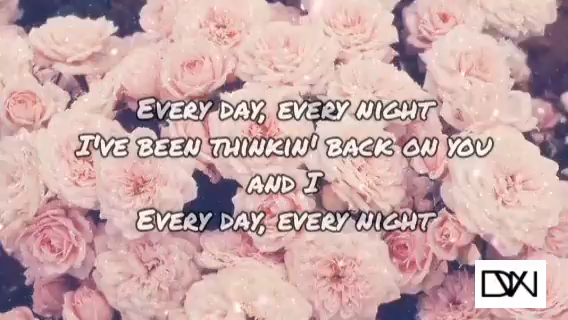 Every day, every night
I've been thinkin' back on you
and I
Every day, every night